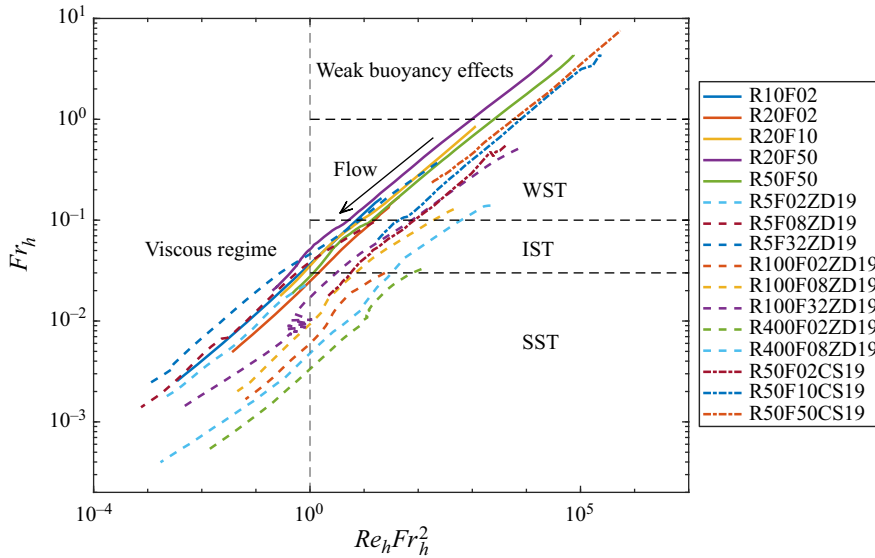 10^1
10^0
10^−1
10^−2
10^−3
Fr_h
10^−4
10^0
10^5
Re_h Fr_h^2
Weak buoyancy effects
Flow
WST
Viscous regime
IST
SST
R10F02
R20F02
R20F10
R20F50
R50F50
R5F02ZD19
R5F08ZD19
R5F32ZD19
R100F02ZD19
R100F08ZD19
R100F32ZD19
R400F02ZD19
R400F08ZD19
R50F02CS19
R50F10CS19
R50F50CS19